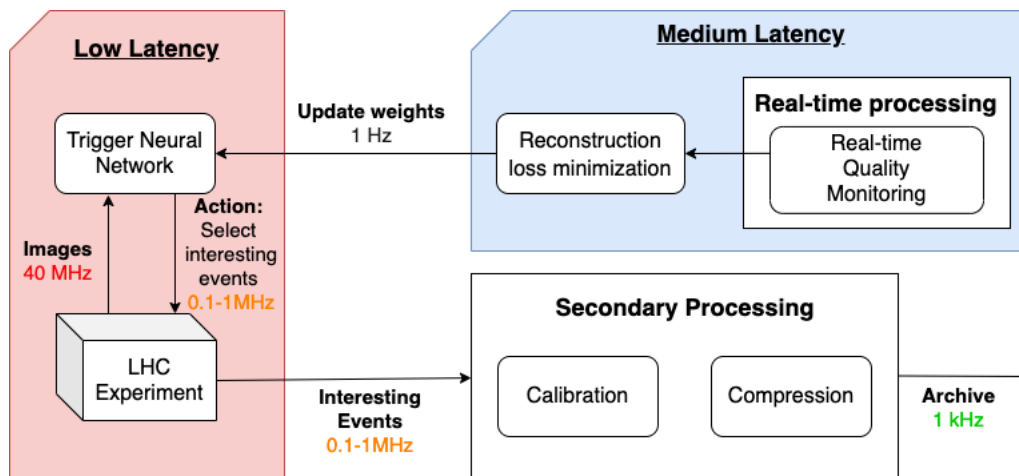 Low Latency
Trigger Neural
Network
Images
40 MHz
Action:
Select
interesting
events
0.1-1MHz
LHC
Experiment
Update weights
1 Hz
Medium Latency
Reconstruction
loss minimization
Real-time processing
Real-time
Quality
Monitoring
Interesting
Events
0.1-1MHz
Secondary Processing
Calibration
Compression
Archive
1 kHz